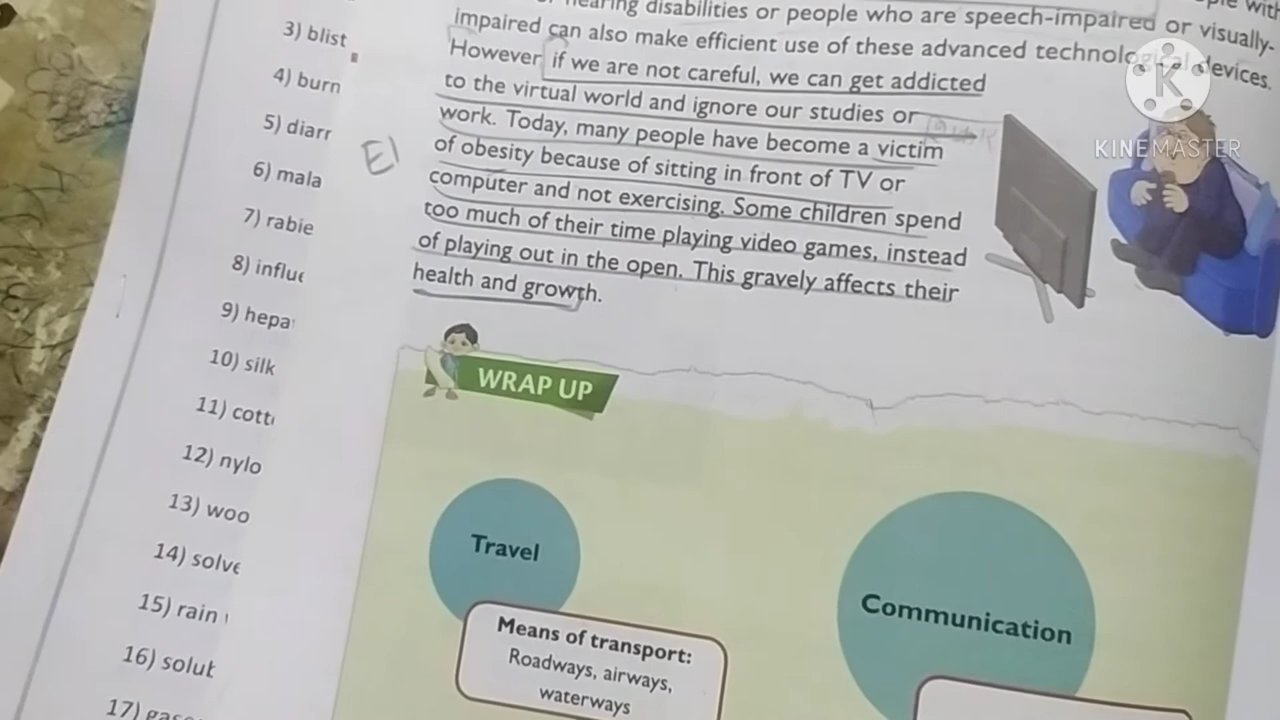 3) blist
4) burn
5) diarr
6) mala
7) rabie
8) influe
9) hepa
10) silk
11) cott
12) nylo
13) woo
14) solve
15) rain
16) solub
17) gase
hearing disabilities or people who are speech-impaired or visually-
impaired can also make efficient use of these advanced technological devices.
However if we are not careful, we can get addicted
to the virtual world and ignore our studies or
work. Today, many people have become a victim
of obesity because of sitting in front of TV or
computer and not exercising. Some children spend
too much of their time playing video games, instead
of playing out in the open. This gravely affects their
health and growth.
E)
K
KINEMASTER
WRAP UP
Travel
Means of transport:
Roadways, airways,
waterways
Communication